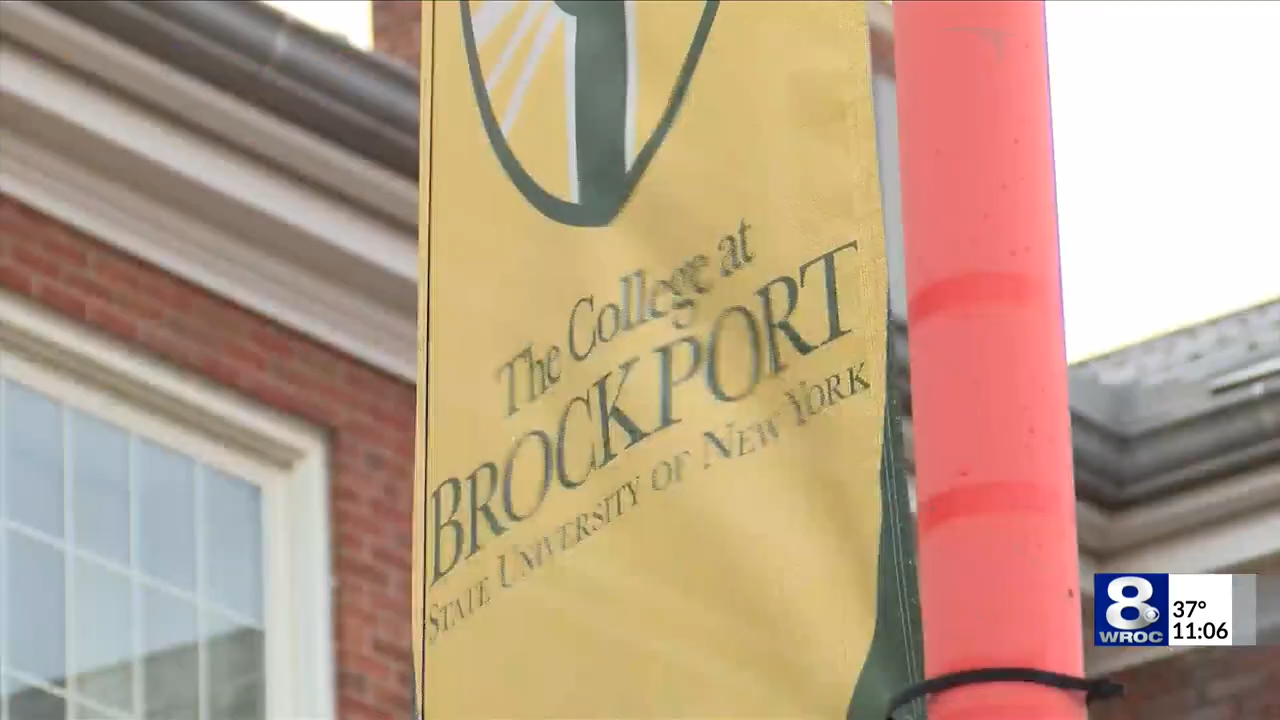 The College at
BROCKPORT
STATE UNIVERSITY OF NEW YORK
8
WROC
37°
11:06